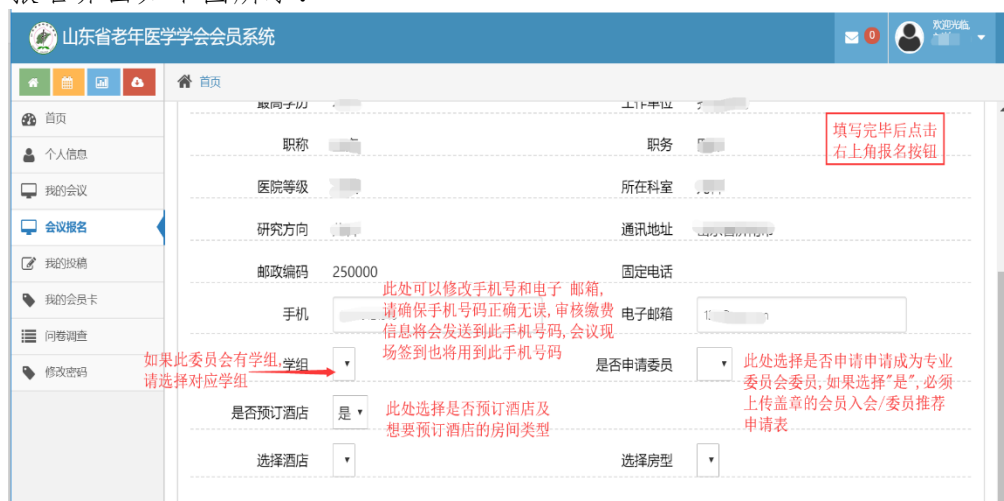 山东省老年医学学会会员系统
0
欢迎光临,
首页
首页
最高学历
工作单位
职称
职务
填写完毕后点击
右上角报名按钮
个人信息
我的会议
医院等级
所在科室
会议报名
研究方向
通讯地址
我的投稿
邮政编码
250000
固定电话
我的会员卡
此处可以修改手机号和电子 邮箱,
请确保手机号码正确无误,审核缴费
信息将会发送到此手机号码,会议现
场签到也将用到此手机号码
手机
电子邮箱
问卷调查
如果此委员会有学组,
请选择对应学组
学组
是否申请委员
此处选择是否申请申请成为专业
委员会委员,如果选择"是",必须
上传盖章的会员入会/委员推荐
申请表
修改密码
是否预订酒店
是
此处选择是否预订酒店及
想要预订酒店的房间类型
选择酒店
选择房型